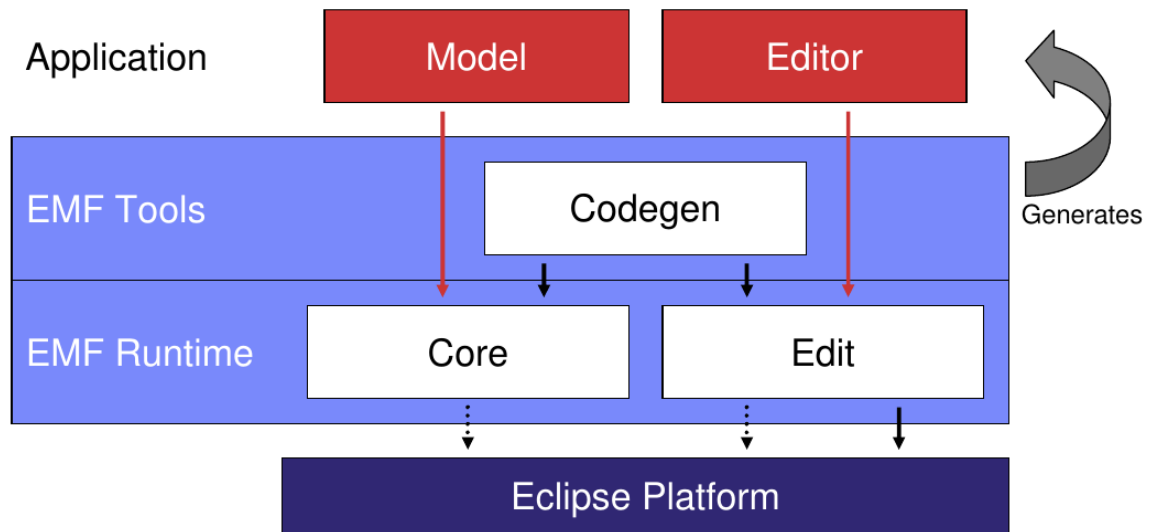 Application
Model
Editor
EMF Tools
Codegen
Generates
EMF Runtime
Core
Edit
Eclipse Platform